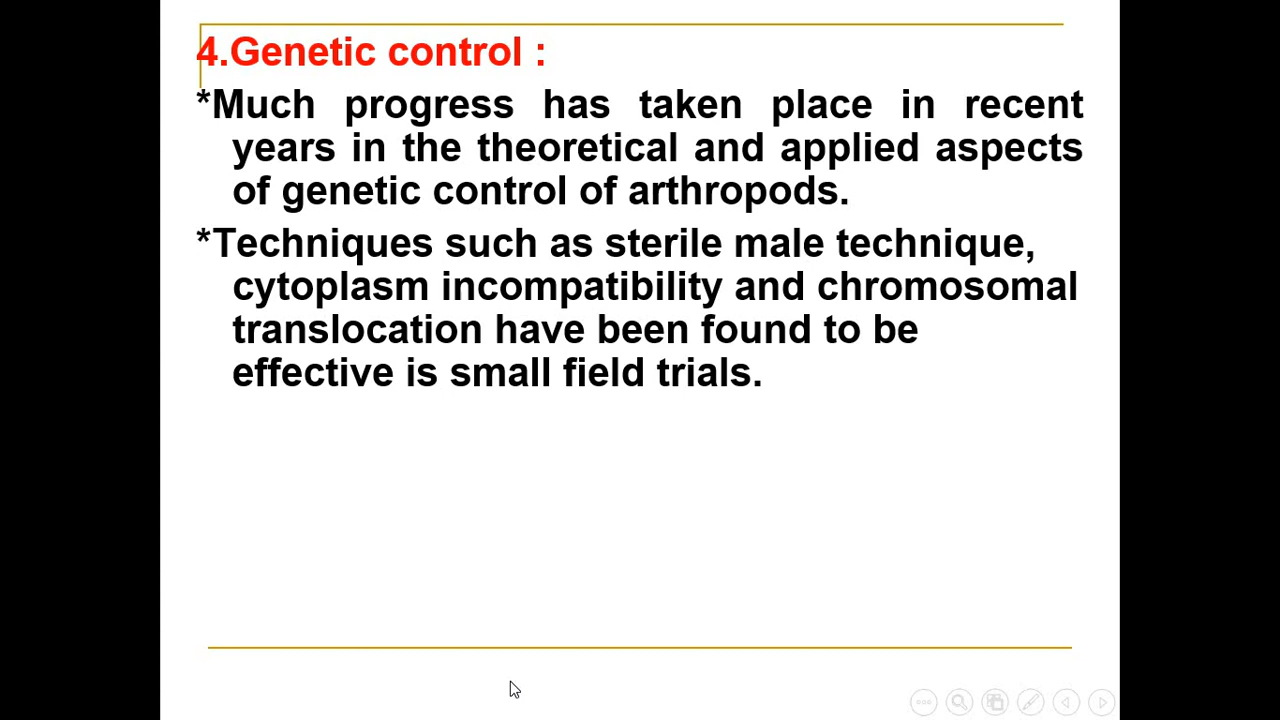 4.Genetic control :
*Much progress has taken place in recent
years in the theoretical and applied aspects
of genetic control of arthropods.
*Techniques such as sterile male technique,
cytoplasm incompatibility and chromosomal
translocation have been found to be
effective is small field trials.